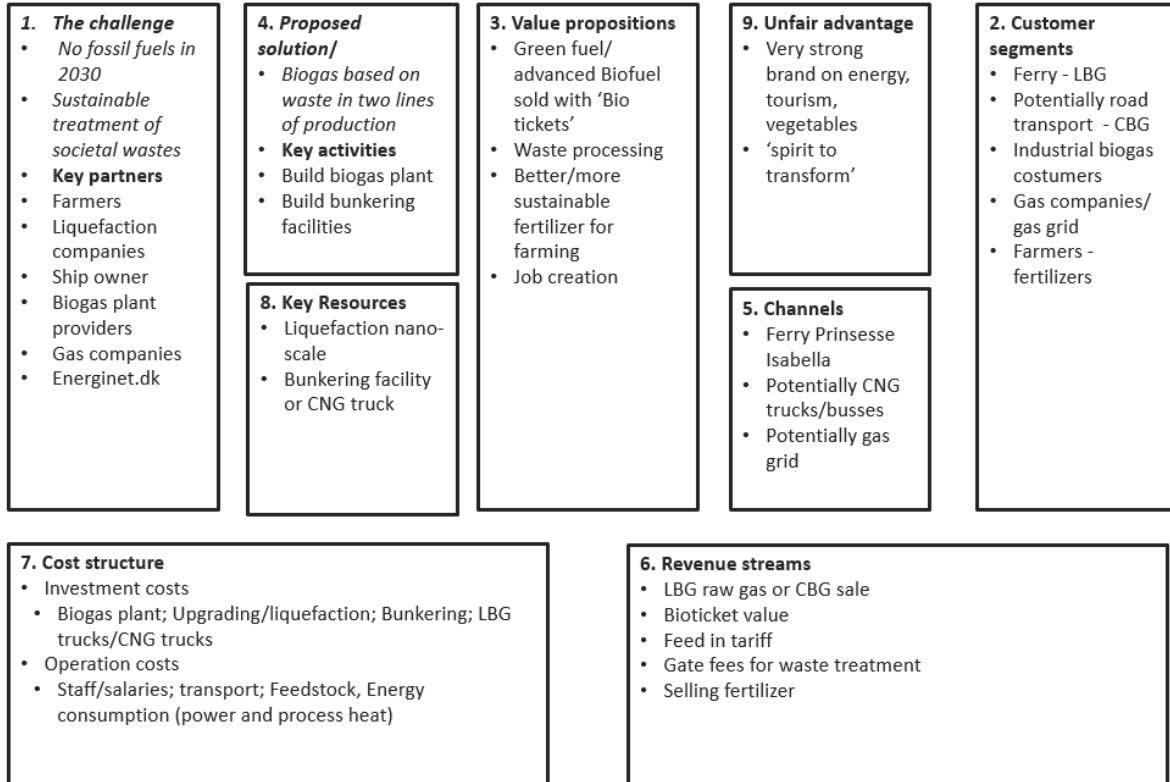 1. The challenge
• No fossil fuels in
2030
• Sustainable
treatment of
societal wastes
• Key partners
• Farmers
• Liquefaction
companies
• Ship owner
• Biogas plant
providers
• Gas companies
• Energinet.dk
4. Proposed
solution/
• Biogas based on
waste in two lines
of production
• Key activities
• Build biogas plant
• Build bunkering
facilities
8. Key Resources
• Liquefaction nano-
scale
• Bunkering facility
or CNG truck
3. Value propositions
• Green fuel/
advanced Biofuel
sold with ‘Bio
tickets’
• Waste processing
• Better/more
sustainable
fertilizer for
farming
• Job creation
9. Unfair advantage
• Very strong
brand on energy,
tourism,
vegetables
• ‘spirit to
transform’
5. Channels
• Ferry Prinsesse
Isabella
• Potentially CNG
trucks/busses
• Potentially gas
grid
2. Customer
segments
• Ferry - LBG
• Potentially road
transport - CBG
• Industrial biogas
costumers
• Gas companies/
gas grid
• Farmers -
fertilizers
7. Cost structure
• Investment costs
• Biogas plant; Upgrading/liquefaction; Bunkering; LBG
trucks/CNG trucks
• Operation costs
• Staff/salaries; transport; Feedstock, Energy
consumption (power and process heat)
6. Revenue streams
• LBG raw gas or CBG sale
• Bioticket value
• Feed in tariff
• Gate fees for waste treatment
• Selling fertilizer